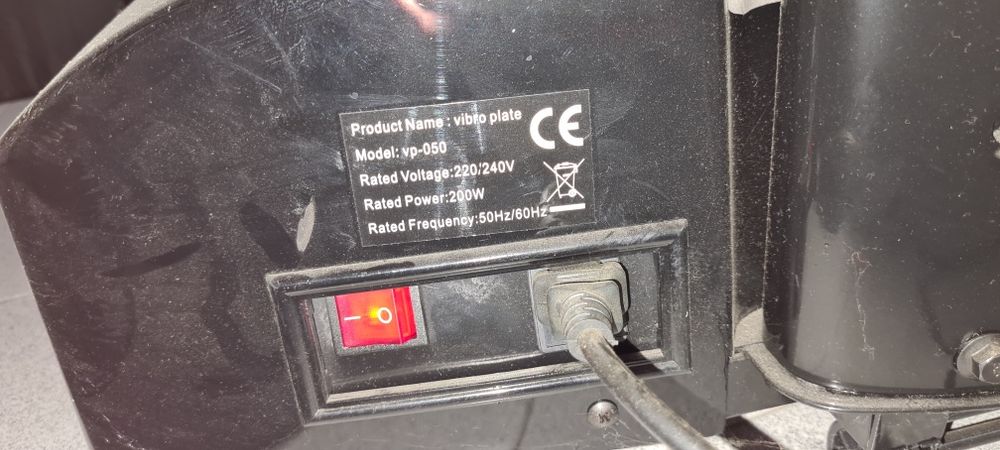 Product Name : vibro plate
Model: vp-050
Rated Voltage:220/240V
Rated Power:200W
Rated Frequency:50Hz/60Hz
CE
— O